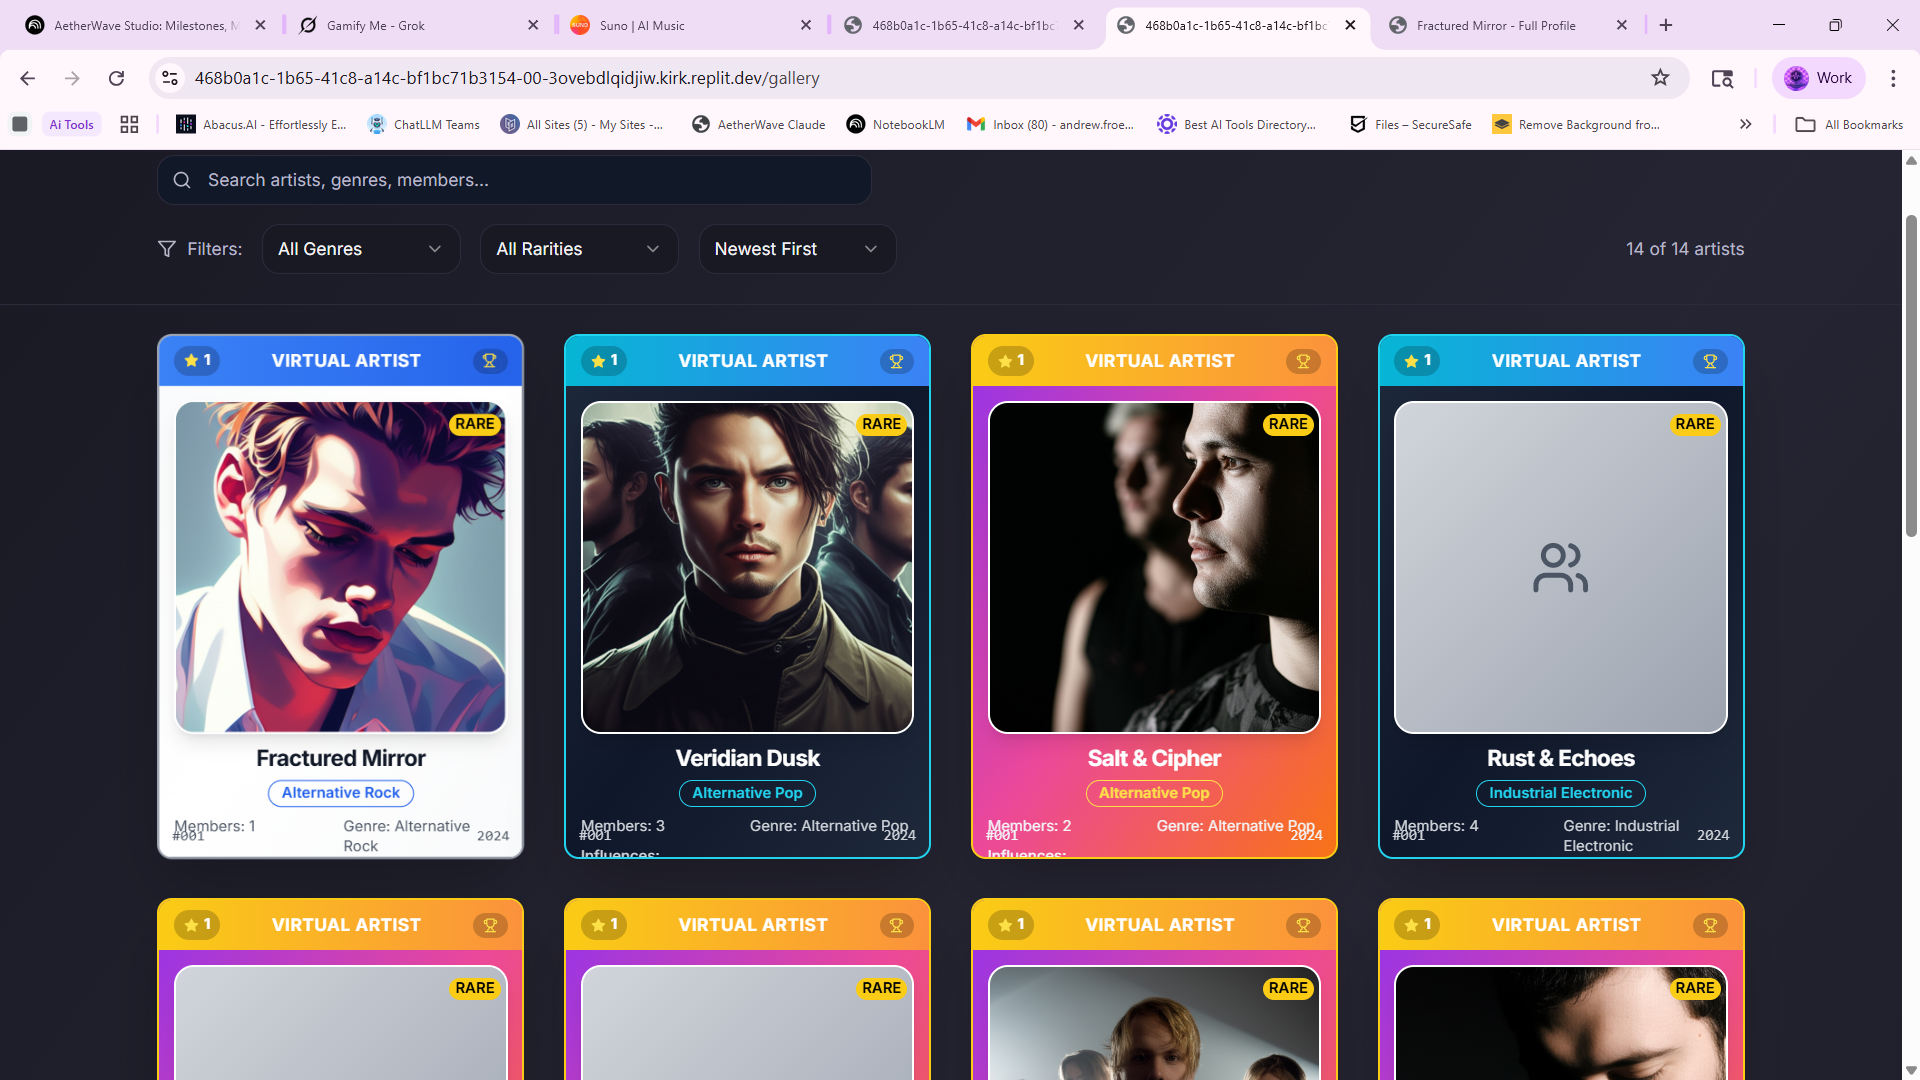 AetherWave Studio: Milestones, M
Gamify Me - Grok
SUNO
Suno | AI Music
468b0a1c-1b65-41c8-a14c-bf1bc7
468b0a1c-1b65-41c8-a14c-bf1bc
Fractured Mirror - Full Profile
468b0a1c-1b65-41c8-a14c-bf1bc71b3154-00-3ovebdlqidjiw.kirk.replit.dev/gallery
Work
Ai Tools
Abacus.AI - Effortlessly E...
ChatLLM Teams
All Sites (5) - My Sites -...
AetherWave Claude
NotebookLM
Inbox (80) - andrew.froe...
Best AI Tools Directory...
Files – SecureSafe
Remove Background fro...
All Bookmarks
Search artists, genres, members...
Filters:
All Genres
All Rarities
Newest First
14 of 14 artists
1 VIRTUAL ARTIST
RARE
Fractured Mirror
Alternative Rock
Members: 1
Genre: Alternative Rock
#001
2024
1 VIRTUAL ARTIST
RARE
Veridian Dusk
Alternative Pop
Members: 3
Genre: Alternative Pop
#001
2024
Influences:
1 VIRTUAL ARTIST
RARE
Salt & Cipher
Alternative Pop
Members: 2
Genre: Alternative Pop
#001
2024
Influences:
1 VIRTUAL ARTIST
RARE
Rust & Echoes
Industrial Electronic
Members: 4
Genre: Industrial Electronic
#001
2024
1 VIRTUAL ARTIST
RARE
1 VIRTUAL ARTIST
RARE
1 VIRTUAL ARTIST
RARE
1 VIRTUAL ARTIST
RARE